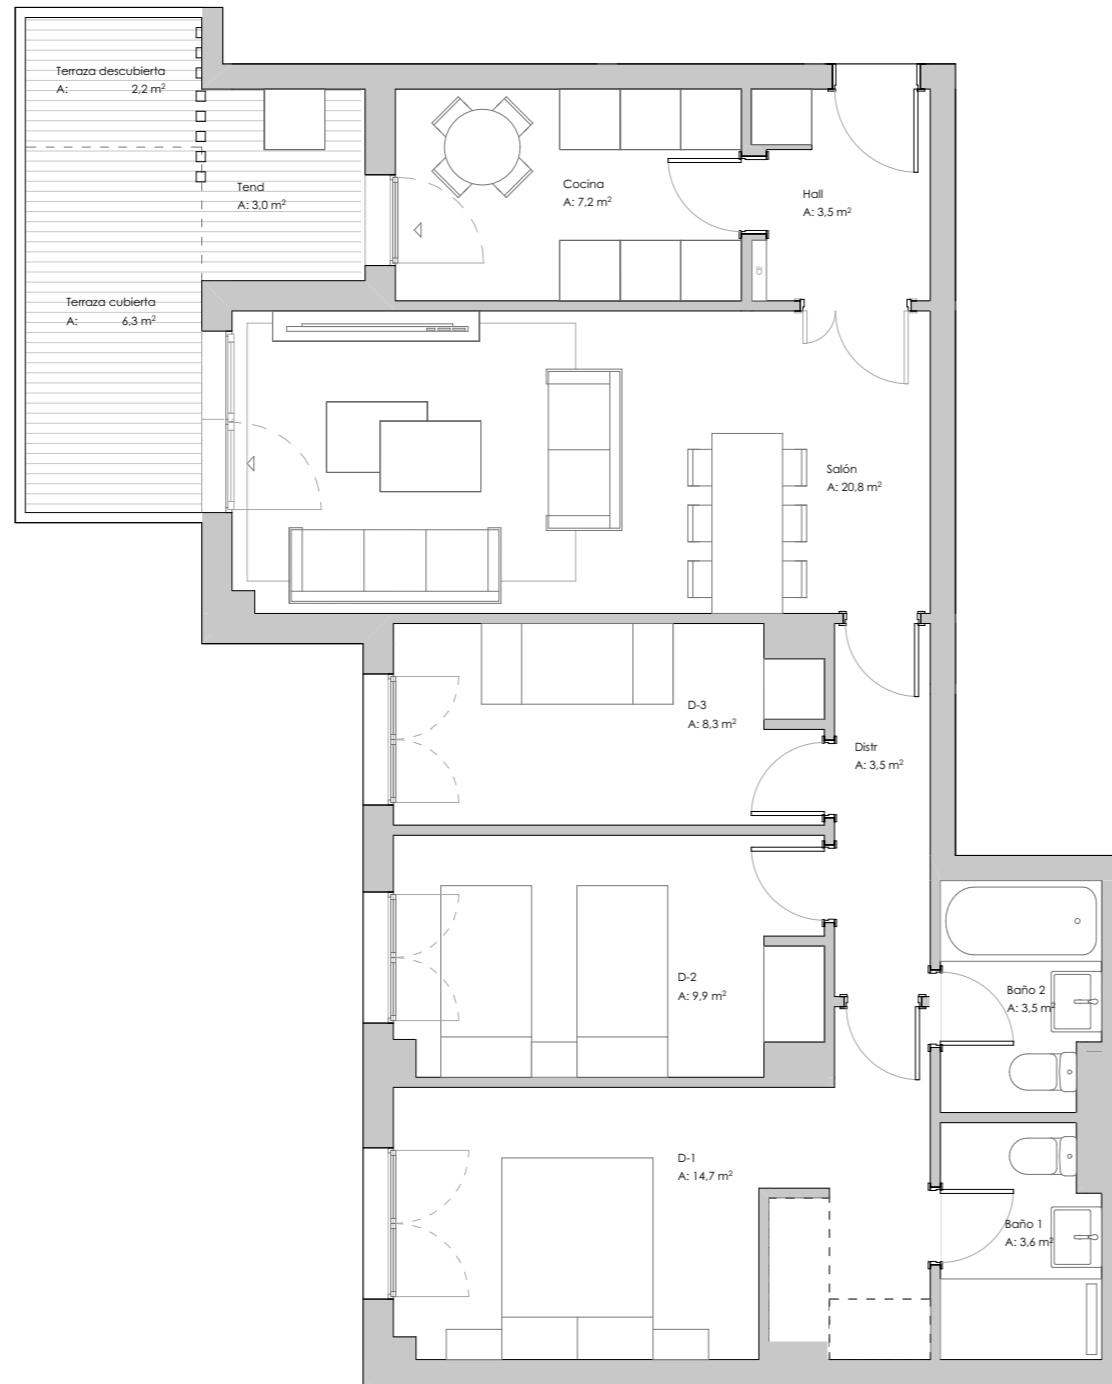 Terraza descubierta
A: 2,2 m²
Tend
A: 3,0 m²
Cocina
A: 7,2 m²
Hall
A: 3,5 m²
Terraza cubierta
A: 6,3 m²
Salón
A: 20,8 m²
D-3
A: 8,3 m²
Distr
A: 3,5 m²
D-2
A: 9,9 m²
Baño 2
A: 3,5 m²
D-1
A: 14,7 m²
Baño 1
A: 3,6 m²